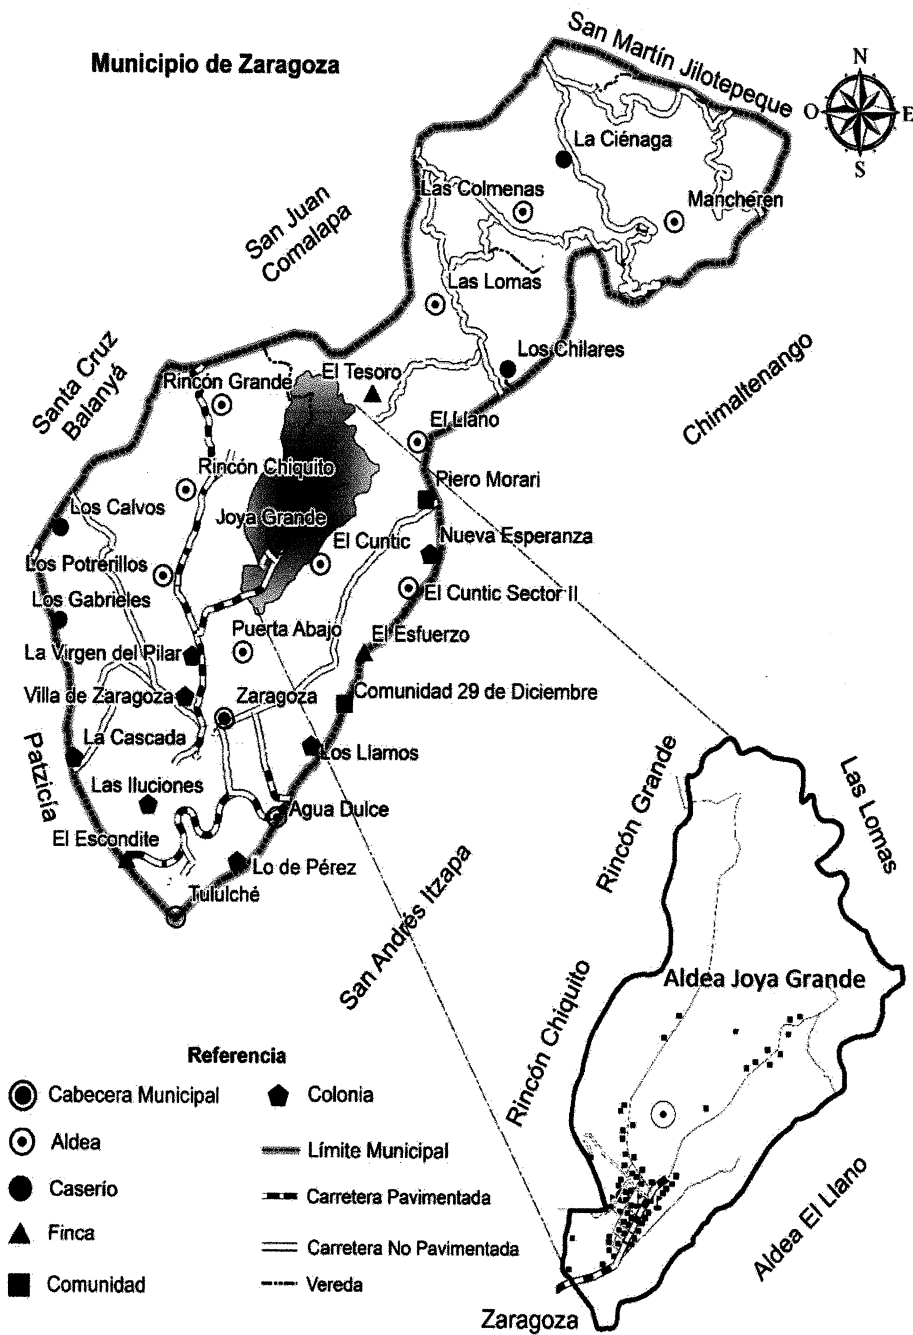 Municipio de Zaragoza
San Martín Jilotepeque
N
O
E
S
La Ciénaga
Las Colmenas
Mancheren
San Juan
Comalapa
Las Lomas
Santa Cruz
Balanyá
Los Chilares
Chimaltenango
El Tesoro
Rincón Grande
El Llano
Rincón Chiquito
Piero Morari
Los Calvos
Joya Grande
El Cuntic
Nueva Esperanza
Los Potrerillos
El Cuntic Sector II
Los Gabrieles
Puerta Abajo
El Esfuerzo
La Virgen del Pilar
Villa de Zaragoza
Zaragoza
Comunidad 29 de Diciembre
Patzicía
La Cascada
Los Llamos
Las Iluciones
Agua Dulce
El Escondite
Lo de Pérez
Tululché
San Andrés Itzapa
Rincón Grande
Las Lomas
Aldea Joya Grande
Rincón Chiquito
Aldea El Llano
Zaragoza
Referencia
Cabecera Municipal
Aldea
Caserío
Finca
Comunidad
Colonia
Límite Municipal
Carretera Pavimentada
Carretera No Pavimentada
Vereda